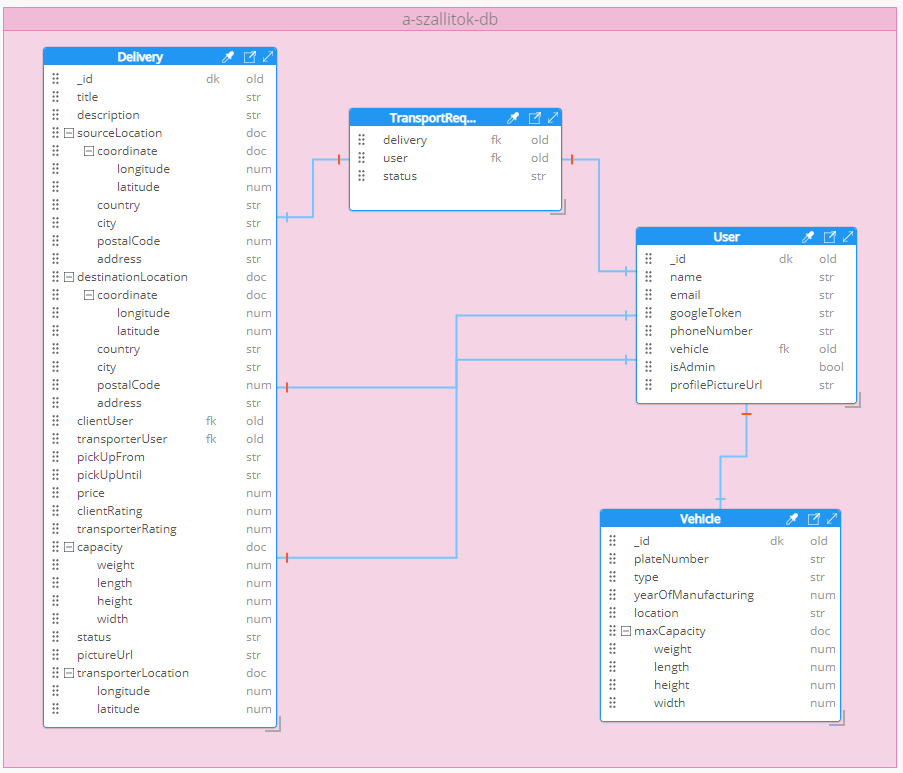 a-szallitok-db
Delivery
_id dk old
title str
description str
sourceLocation doc
coordinate doc
longitude num
latitude num
country str
city str
postalCode num
address str
destinationLocation doc
coordinate doc
longitude num
latitude num
country str
city str
postalCode num
address str
clientUser fk old
transporterUser fk old
pickUpFrom str
pickUpUntil str
price num
clientRating num
transporterRating num
capacity doc
weight num
length num
height num
width num
status str
pictureUrl str
transporterLocation doc
longitude num
latitude num
TransportReq...
delivery fk old
user fk old
status str
User
_id dk old
name str
email str
googleToken str
phoneNumber str
vehicle fk old
isAdmin bool
profilePictureUrl str
Vehicle
_id dk old
plateNumber str
type str
yearOfManufacturing num
location str
maxCapacity doc
weight num
length num
height num
width num